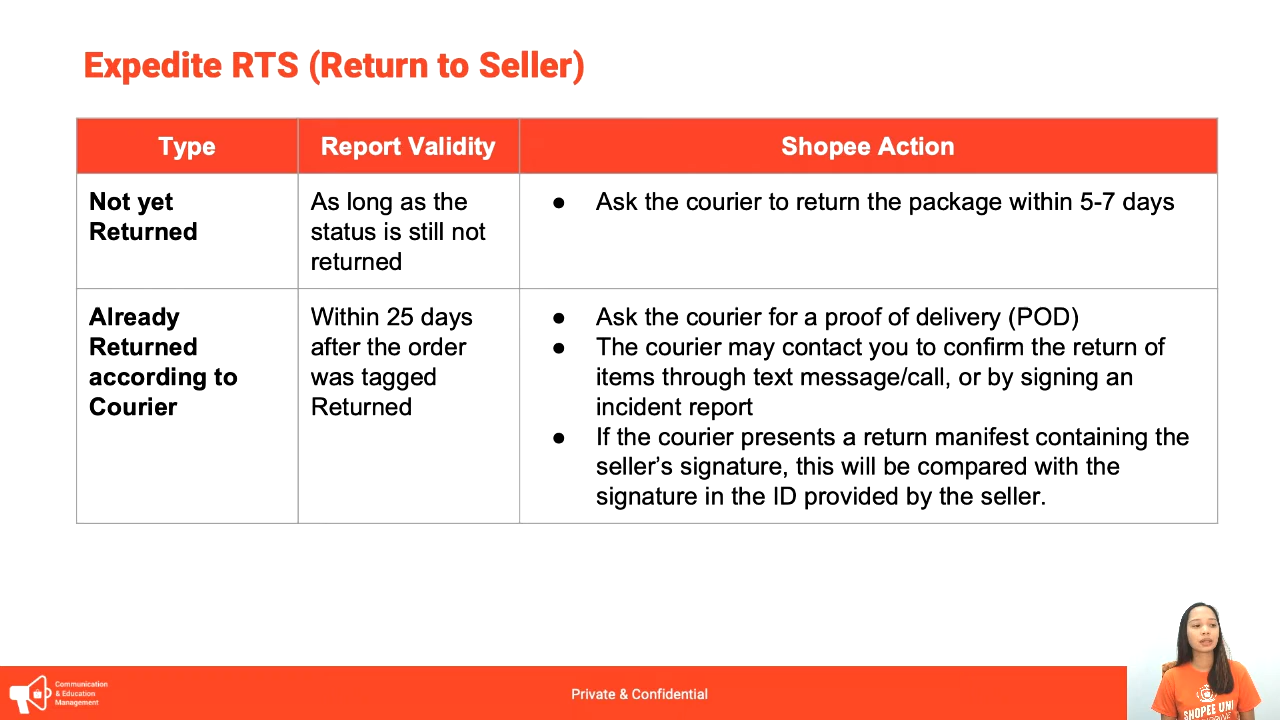 Expedite RTS (Return to Seller)
Type
Report Validity
Shopee Action
Not yet
Returned
As long as the
status is still not
returned
● Ask the courier to return the package within 5-7 days
Already
Returned
according to
Courier
Within 25 days
after the order
was tagged
Returned
● Ask the courier for a proof of delivery (POD)
● The courier may contact you to confirm the return of
items through text message/call, or by signing an
incident report
● If the courier presents a return manifest containing the
seller’s signature, this will be compared with the
signature in the ID provided by the seller.
Communication
& Education
Management
Private & Confidential
SHOPEE UNI